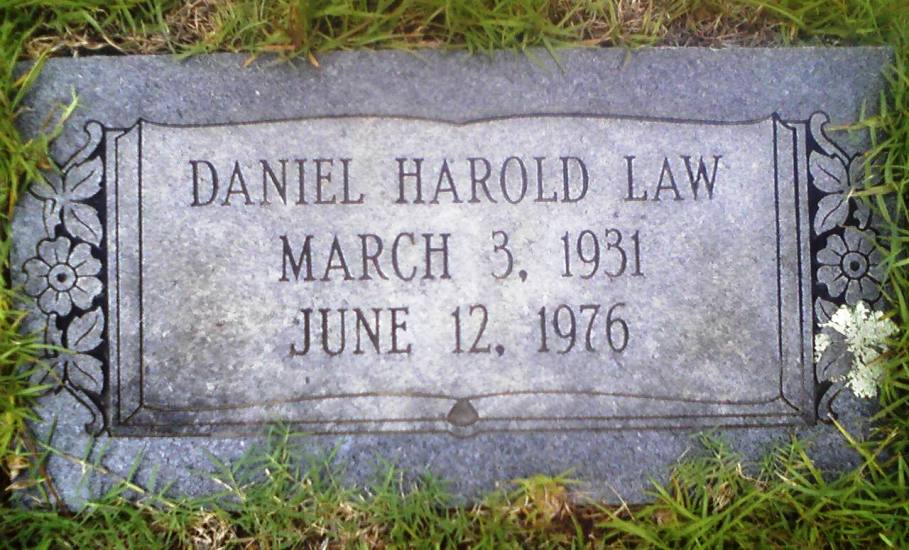 DANIEL HAROLD LAW
MARCH 3, 1931
JUNE 12, 1976